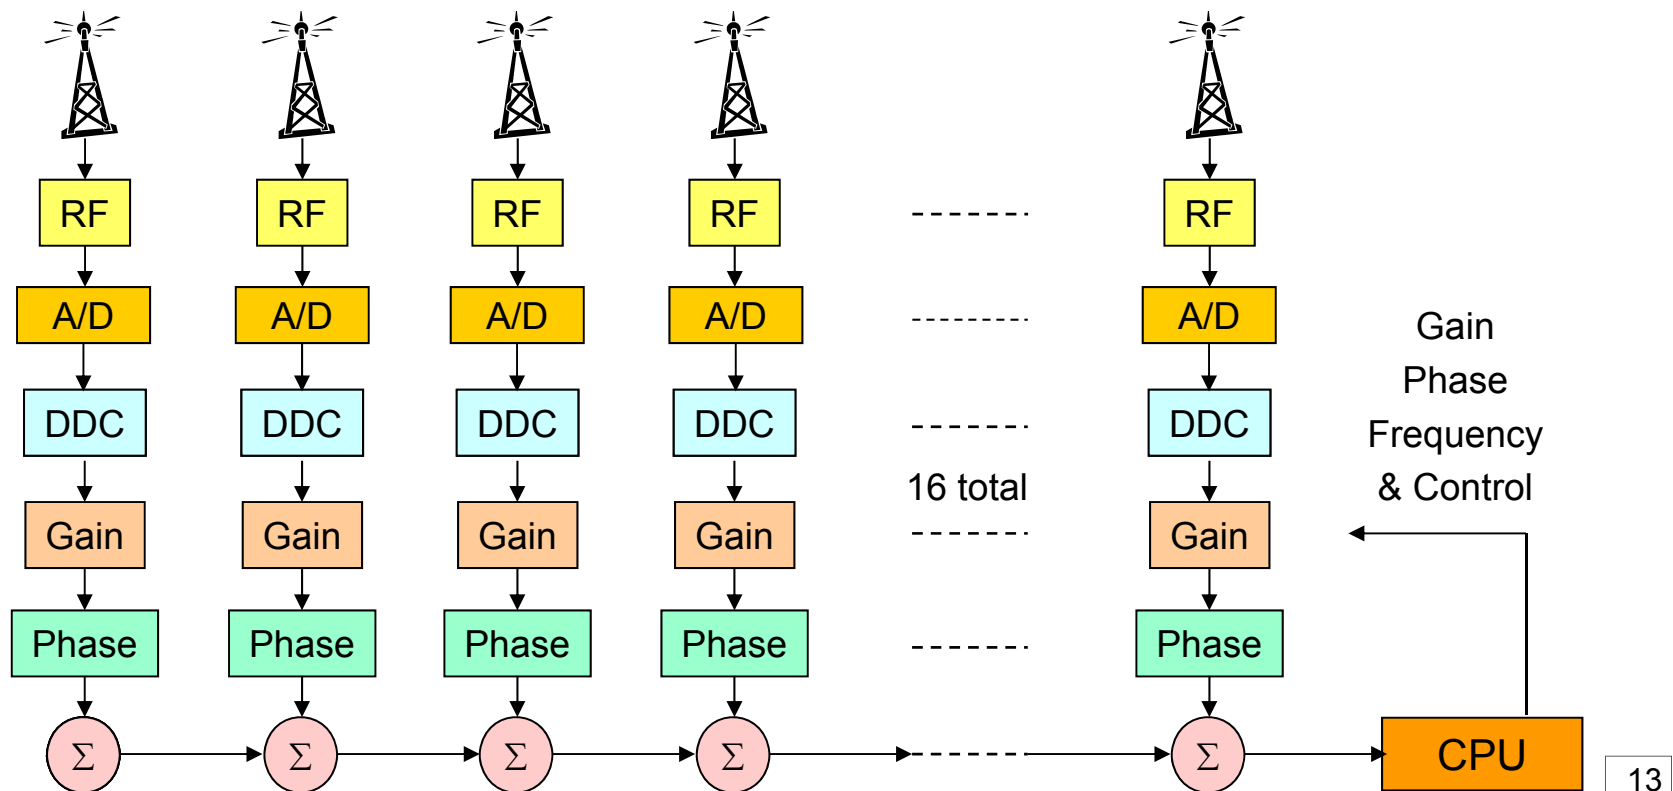 RF RF RF RF RF
A/D A/D A/D A/D A/D
Gain
Phase
DDC DDC DDC DDC DDC
Frequency
16 total
& Control
Gain Gain Gain Gain Gain
Phase Phase Phase Phase Phase
Σ Σ Σ Σ Σ
CPU
13